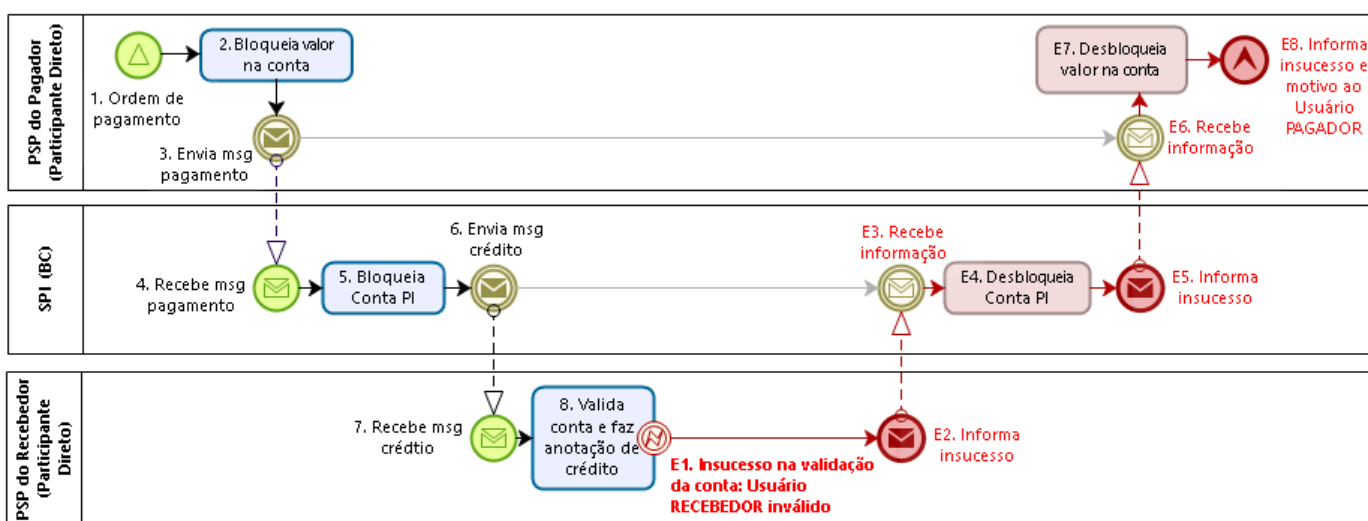 PSP do Pagador
(Participante Direto)
1. Ordem de
pagamento
2. Bloqueia valor
na conta
3. Envia msg
pagamento
E7. Desbloqueia
valor na conta
E6. Recebe
informação
E8. Informa
insucesso e
motivo ao
Usuário
PAGADOR
SPI (BC)
4. Recebe msg
pagamento
5. Bloqueia
Conta PI
6. Envia msg
crédito
E3. Recebe
informação
E4. Desbloqueia
Conta PI
E5. Informa
insucesso
PSP do Recebedor
(Participante
Direto)
7. Recebe msg
crédtio
8. Valida
conta e faz
anotação de
crédito
E1. Insucesso na validação
da conta: Usuário
RECEBEDOR inválido
E2. Informa
insucesso